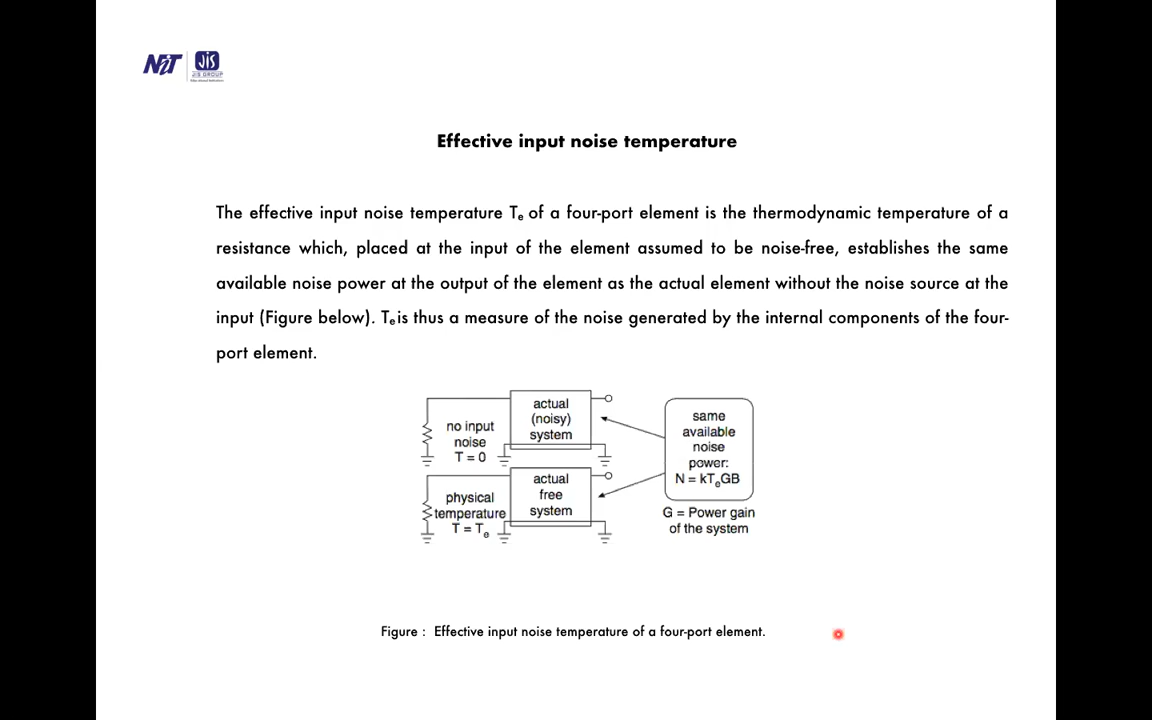 NiT JIS
JIS GROUP
Educational Initiatives
Effective input noise temperature
The effective input noise temperature Te of a four-port element is the thermodynamic temperature of a
resistance which, placed at the input of the element assumed to be noise-free, establishes the same
available noise power at the output of the element as the actual element without the noise source at the
input (Figure below). Te is thus a measure of the noise generated by the internal components of the four-
port element.
no input
noise
T = 0
actual
(noisy)
system
physical
temperature
T = Te
actual
free
system
same
available
noise
power:
N = kTeGB
G = Power gain
of the system
Figure : Effective input noise temperature of a four-port element.